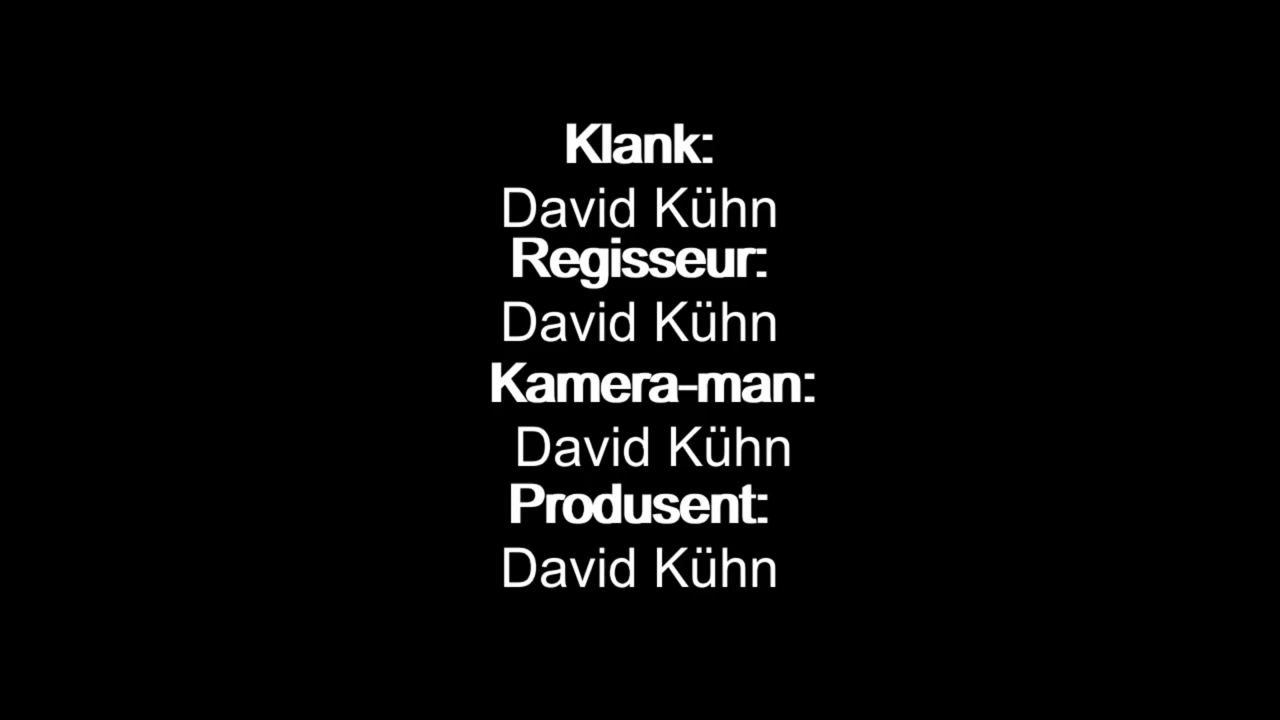 Klank:
David Kühn
Regisseur:
David Kühn
Kamera-man:
David Kühn
Produsent:
David Kühn